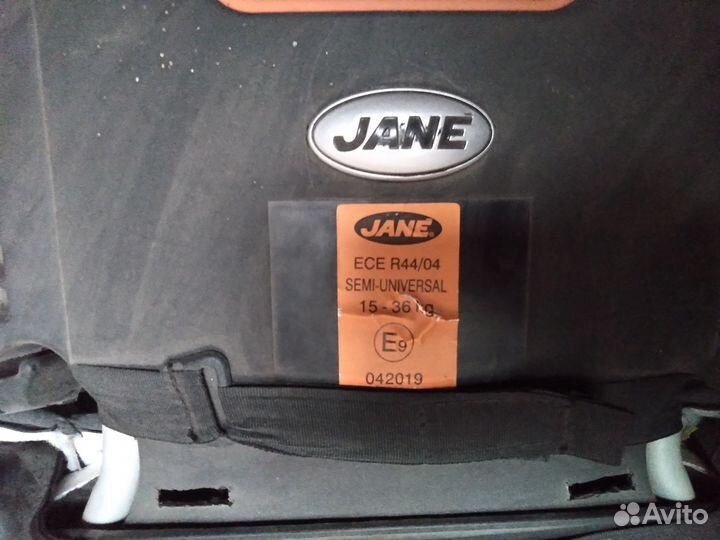 JANE
JANE®
ECE R44/04
SEMI-UNIVERSAL
15-36 kg
E9
042019
Avito